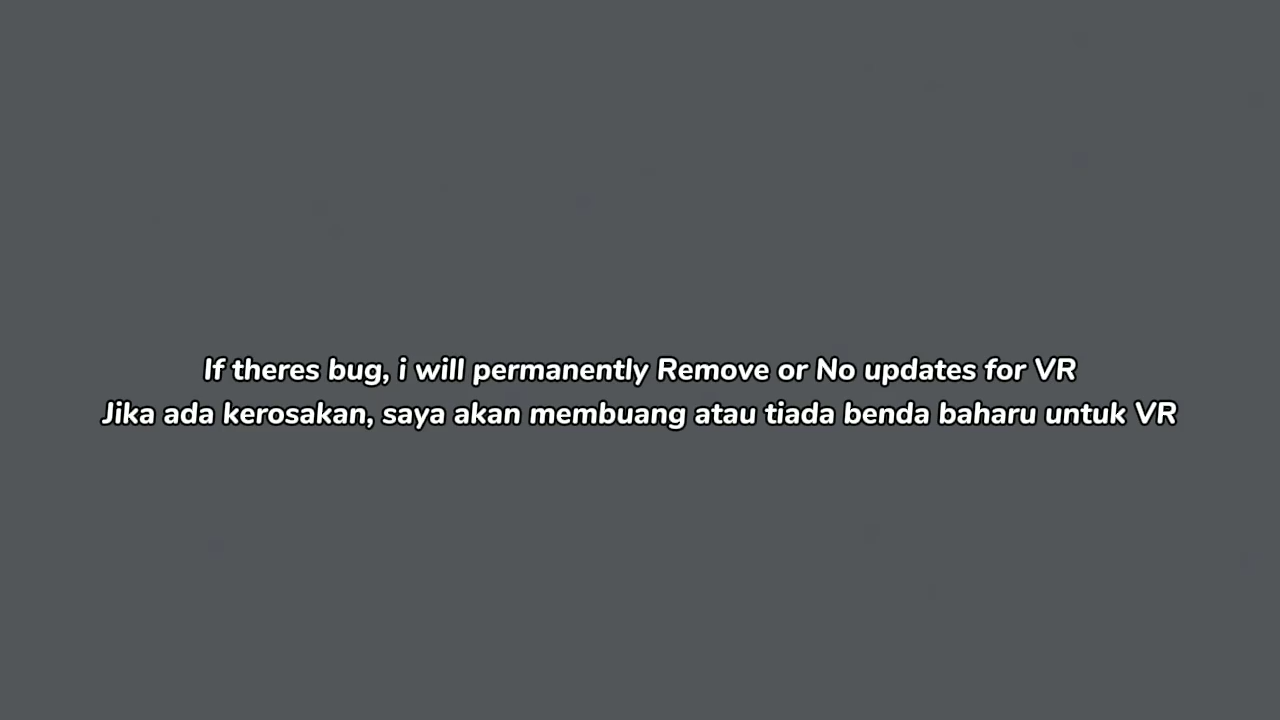 If theres bug, i will permanently Remove or No updates for VR
Jika ada kerosakan, saya akan membuang atau tiada benda baharu untuk VR